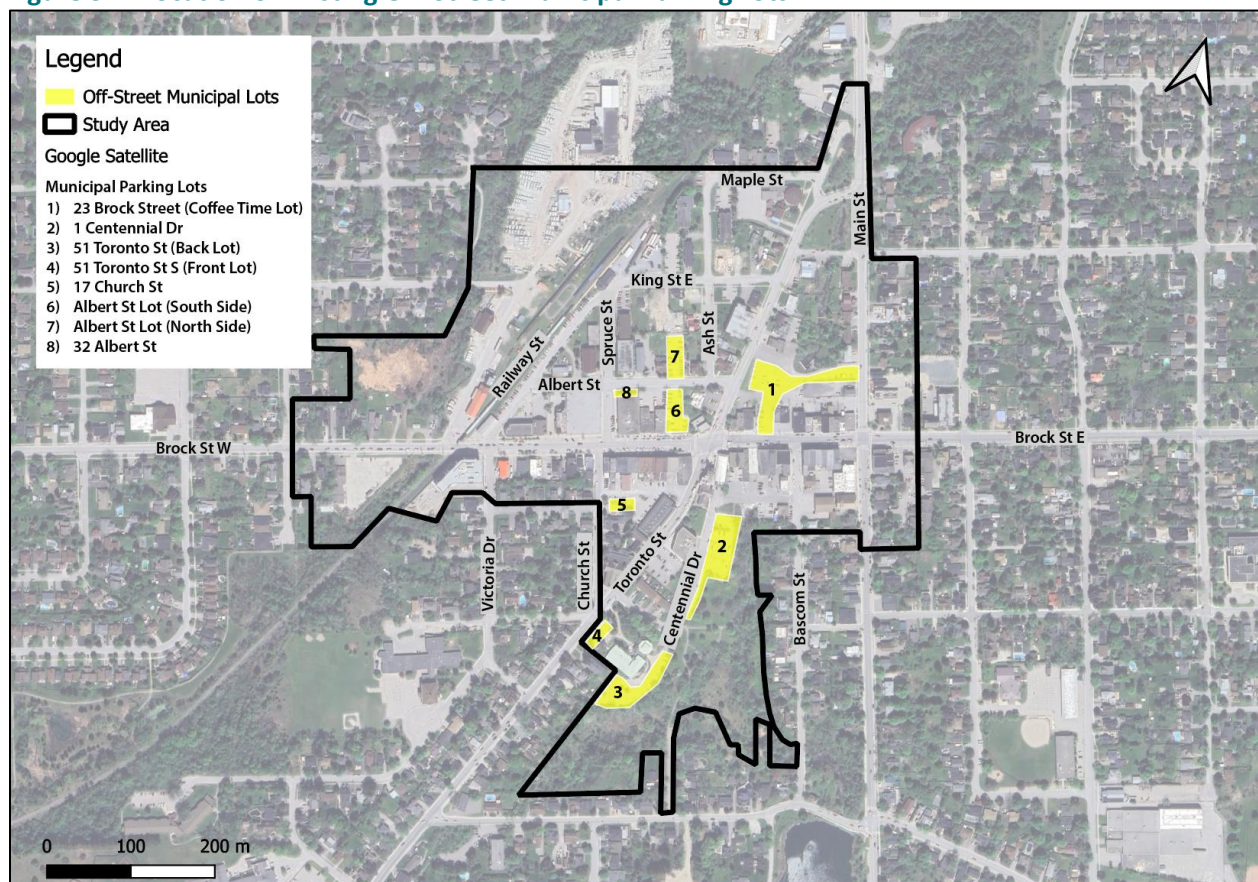 Legend
Off-Street Municipal Lots
Study Area
Google Satellite
Municipal Parking Lots
1) 23 Brock Street (Coffee Time Lot)
2) 1 Centennial Dr
3) 51 Toronto St (Back Lot)
4) 51 Toronto St S (Front Lot)
5) 17 Church St
6) Albert St Lot (South Side)
7) Albert St Lot (North Side)
8) 32 Albert St
Maple St
Main St
King St E
Spruce St
Ash St
Railway St
7
Albert St
8
1
6
Brock St W
Brock St E
5
2
Victoria Dr
Church St
Toronto St
Centennial Dr
Bascom St
4
3
0 100 200 m